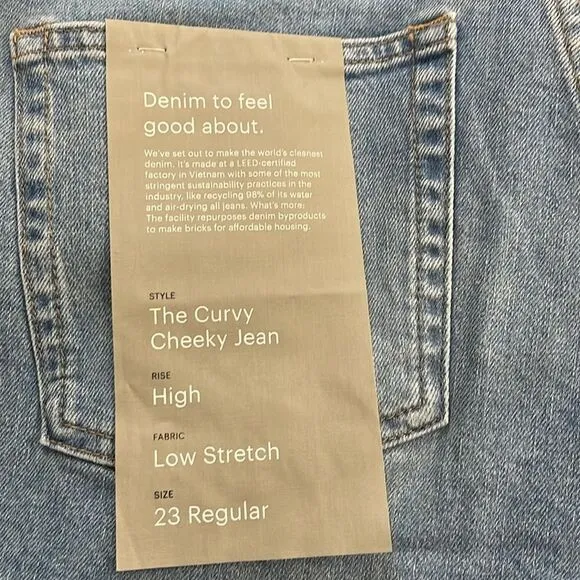 Denim to feel
good about.
We've set out to make the world's cleanest
denim. It's made at a LEED-certified
factory in Vietnam with some of the most
stringent sustainability practices in the
industry, like recycling 98% of its water
and air-drying all jeans. What's more:
The facility repurposes denim byproducts
to make bricks for affordable housing.
STYLE
The Curvy
Cheeky Jean
RISE
High
FABRIC
Low Stretch
SIZE
23 Regular